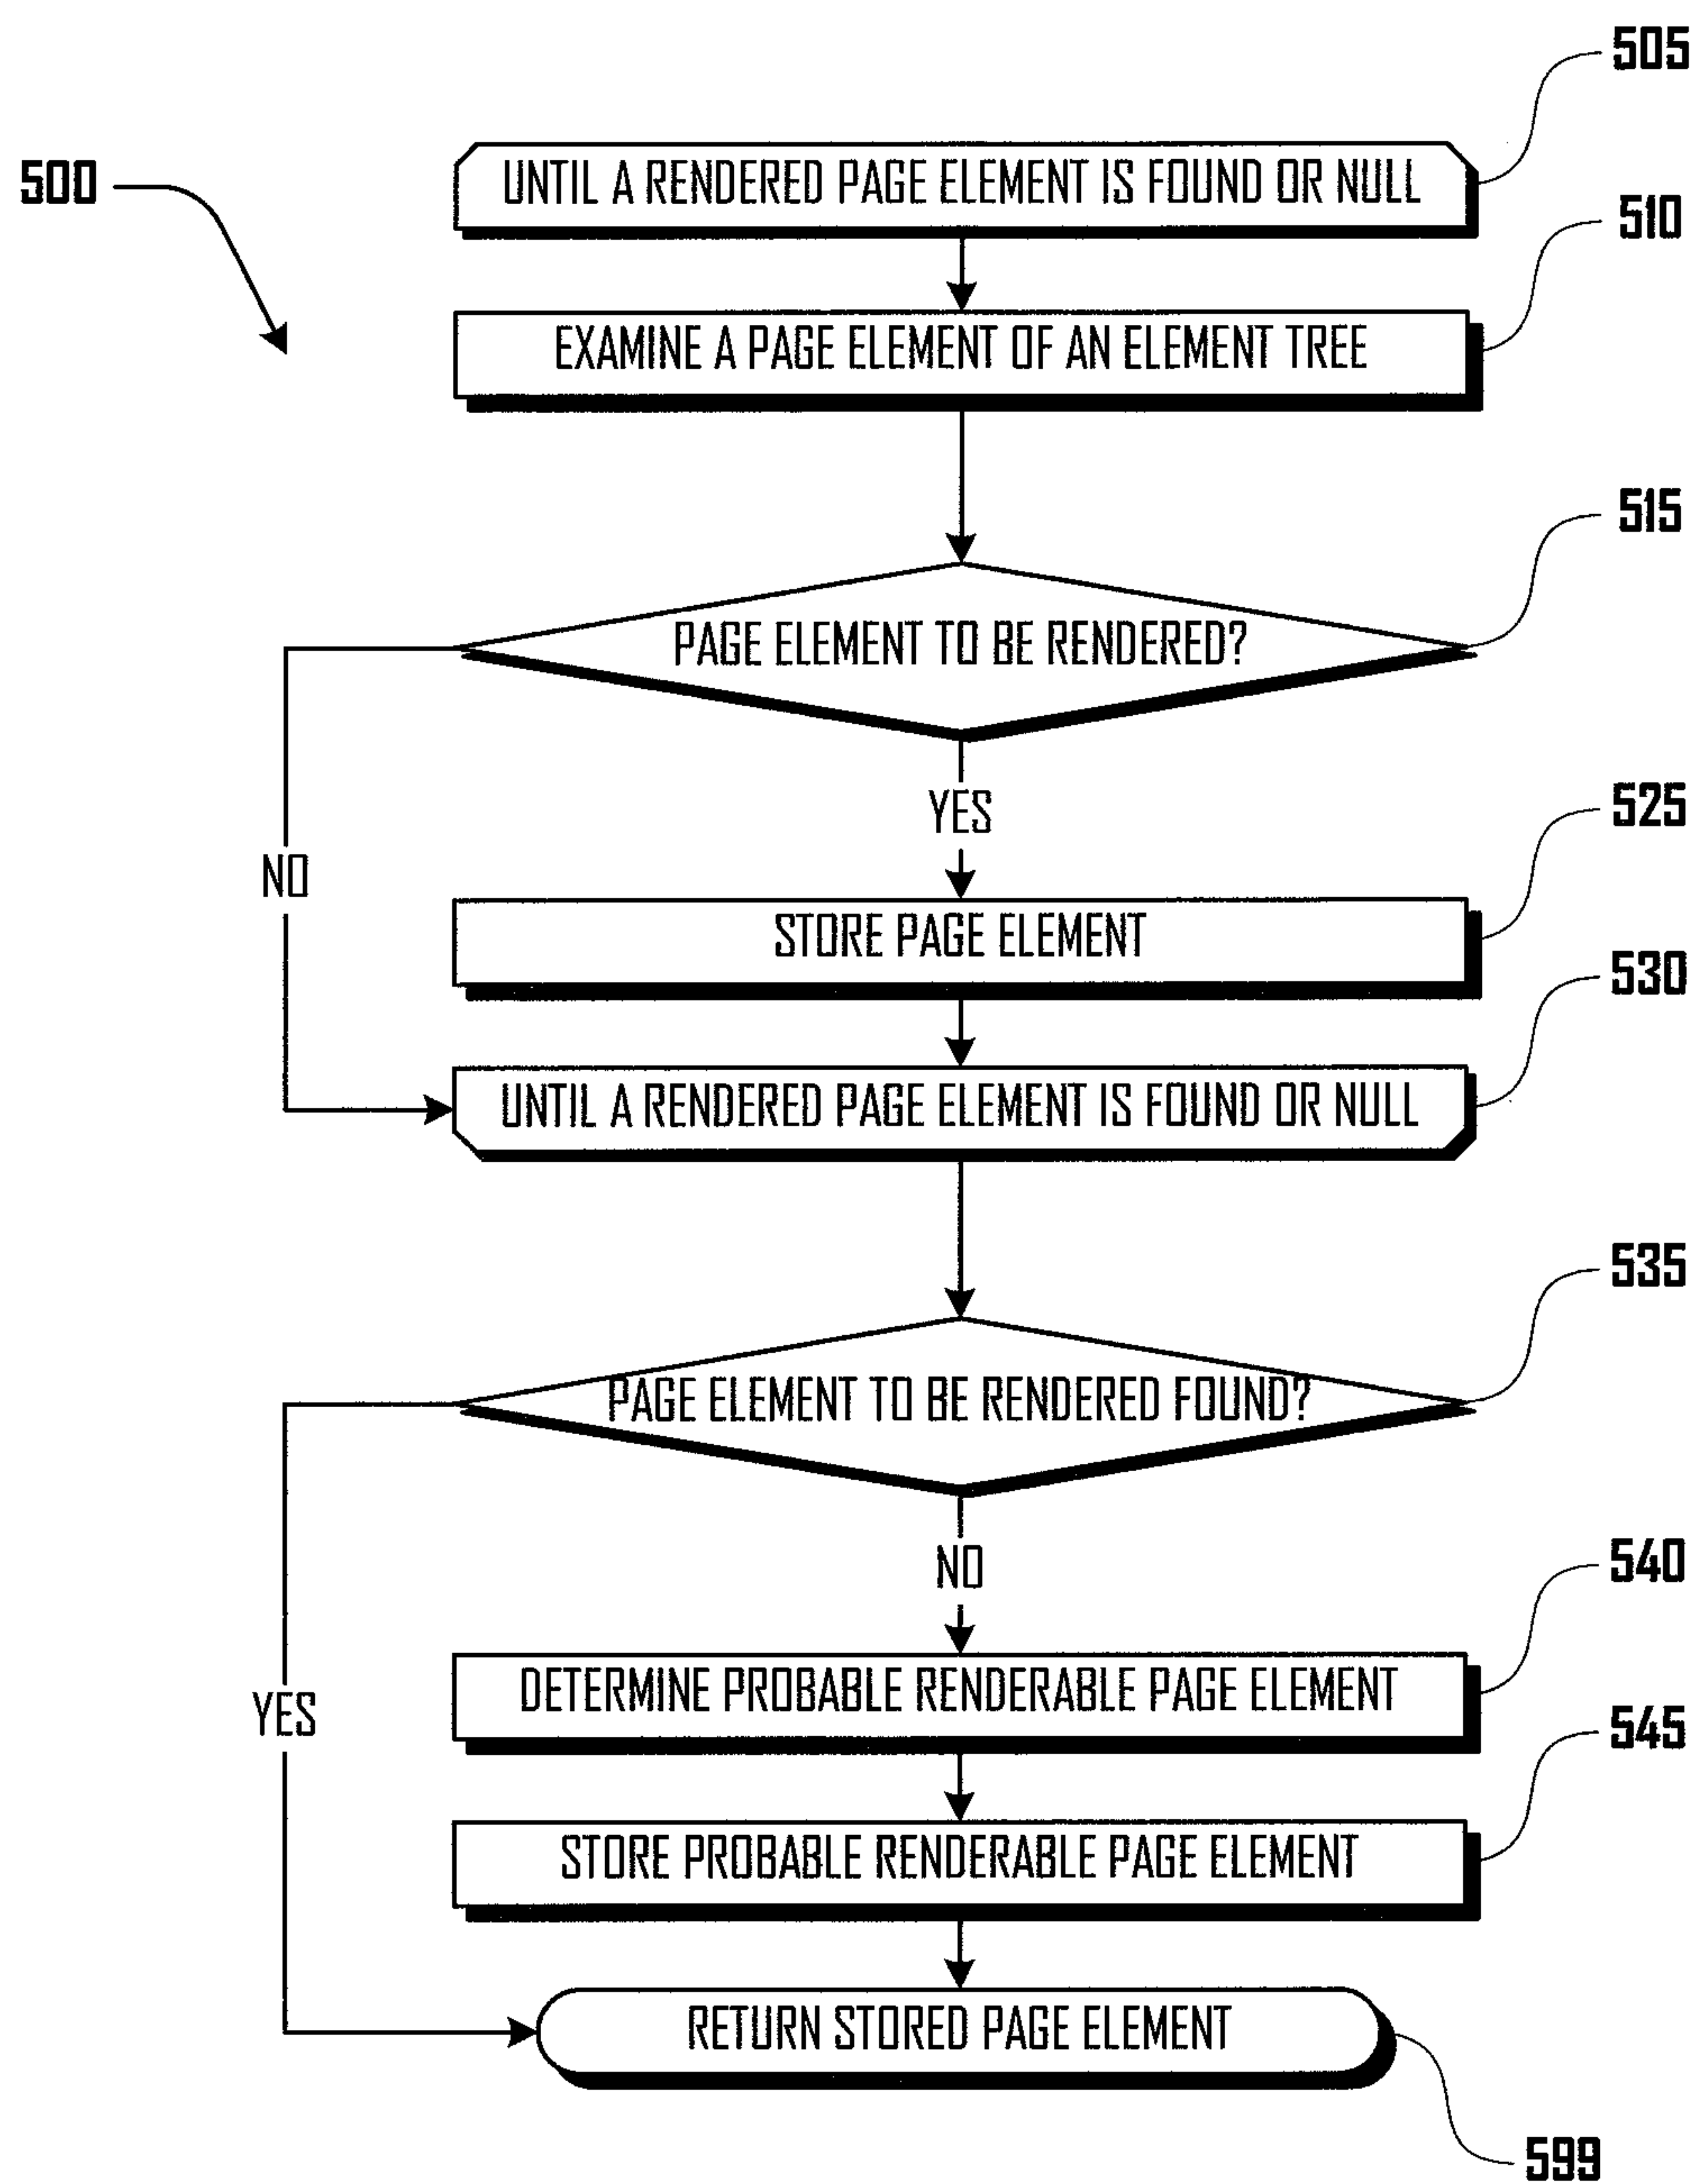 505
500
UNTIL A RENDERED PAGE ELEMENT IS FOUND OR NULL
510
EXAMINE A PAGE ELEMENT OF AN ELEMENT TREE
515
PAGE ELEMENT TO BE RENDERED?
YES
525
NO
STORE PAGE ELEMENT
530
UNTIL A RENDERED PAGE ELEMENT IS FOUND OR NULL
535
PAGE ELEMENT TO BE RENDERED FOUND?
NO
540
DETERMINE PROBABLE RENDERABLE PAGE ELEMENT
YES
545
STORE PROBABLE RENDERABLE PAGE ELEMENT
RETURN STORED PAGE ELEMENT
599